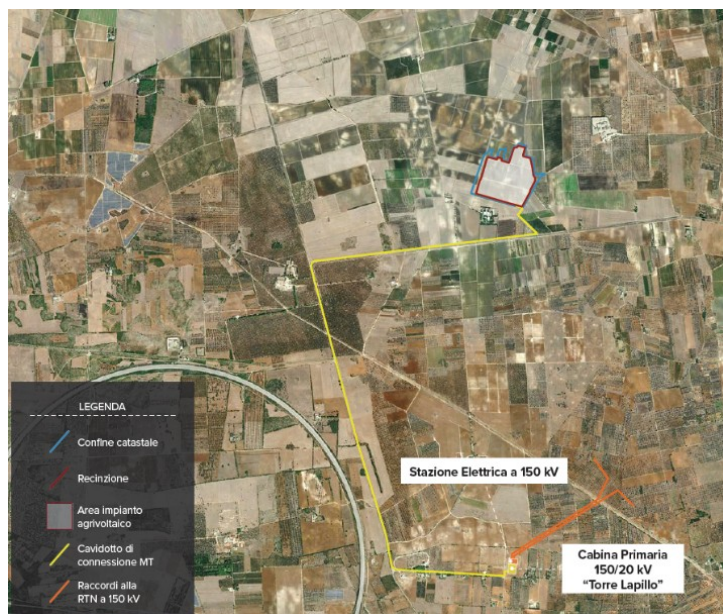 Stazione Elettrica a 150 kV
Cabina Primaria
150/20 kV
“Torre Lapillo”
LEGENDA
Confine catastale
Recinzione
Area impianto
agrivoltaico
Cavidotto di
connessione MT
Raccordi alla
RTN a 150 kV